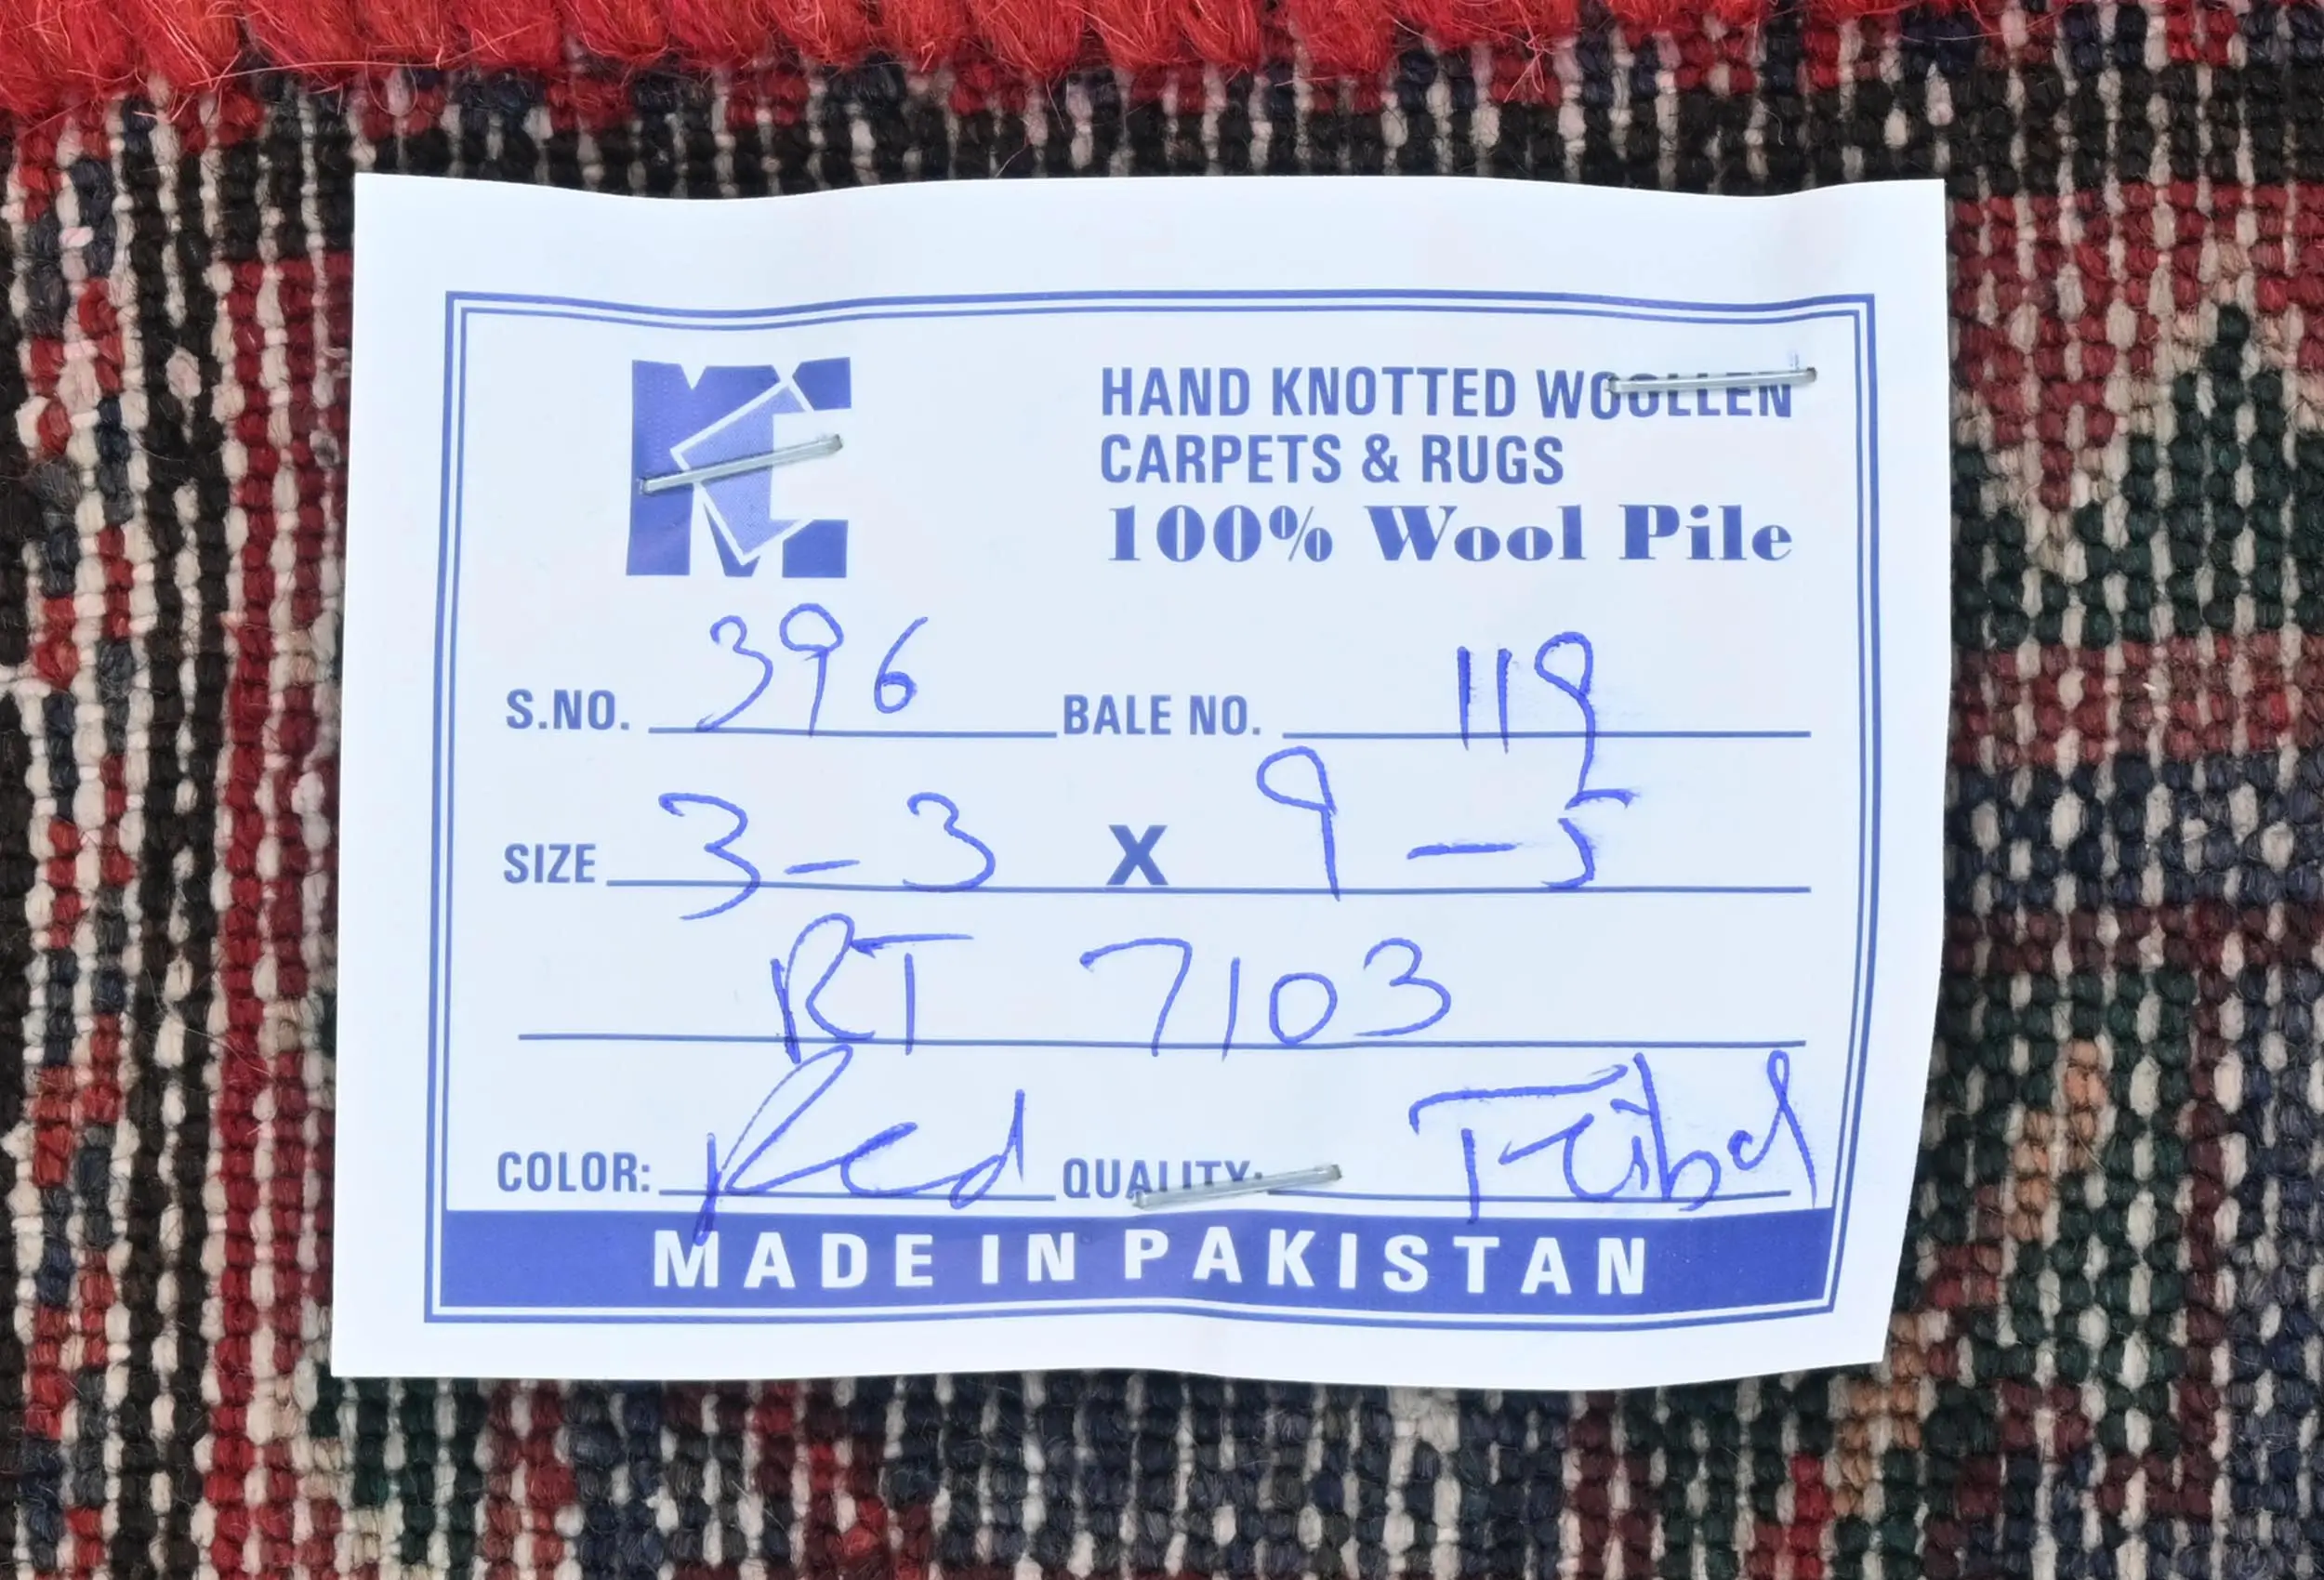 HAND KNOTTED WOOLLEN
CARPETS & RUGS
100% Wool Pile
S.NO. 396 BALE NO. 119
SIZE 3-3 X 9-5
RT 7103
COLOR: Red QUALITY: Tribal
MADE IN PAKISTAN